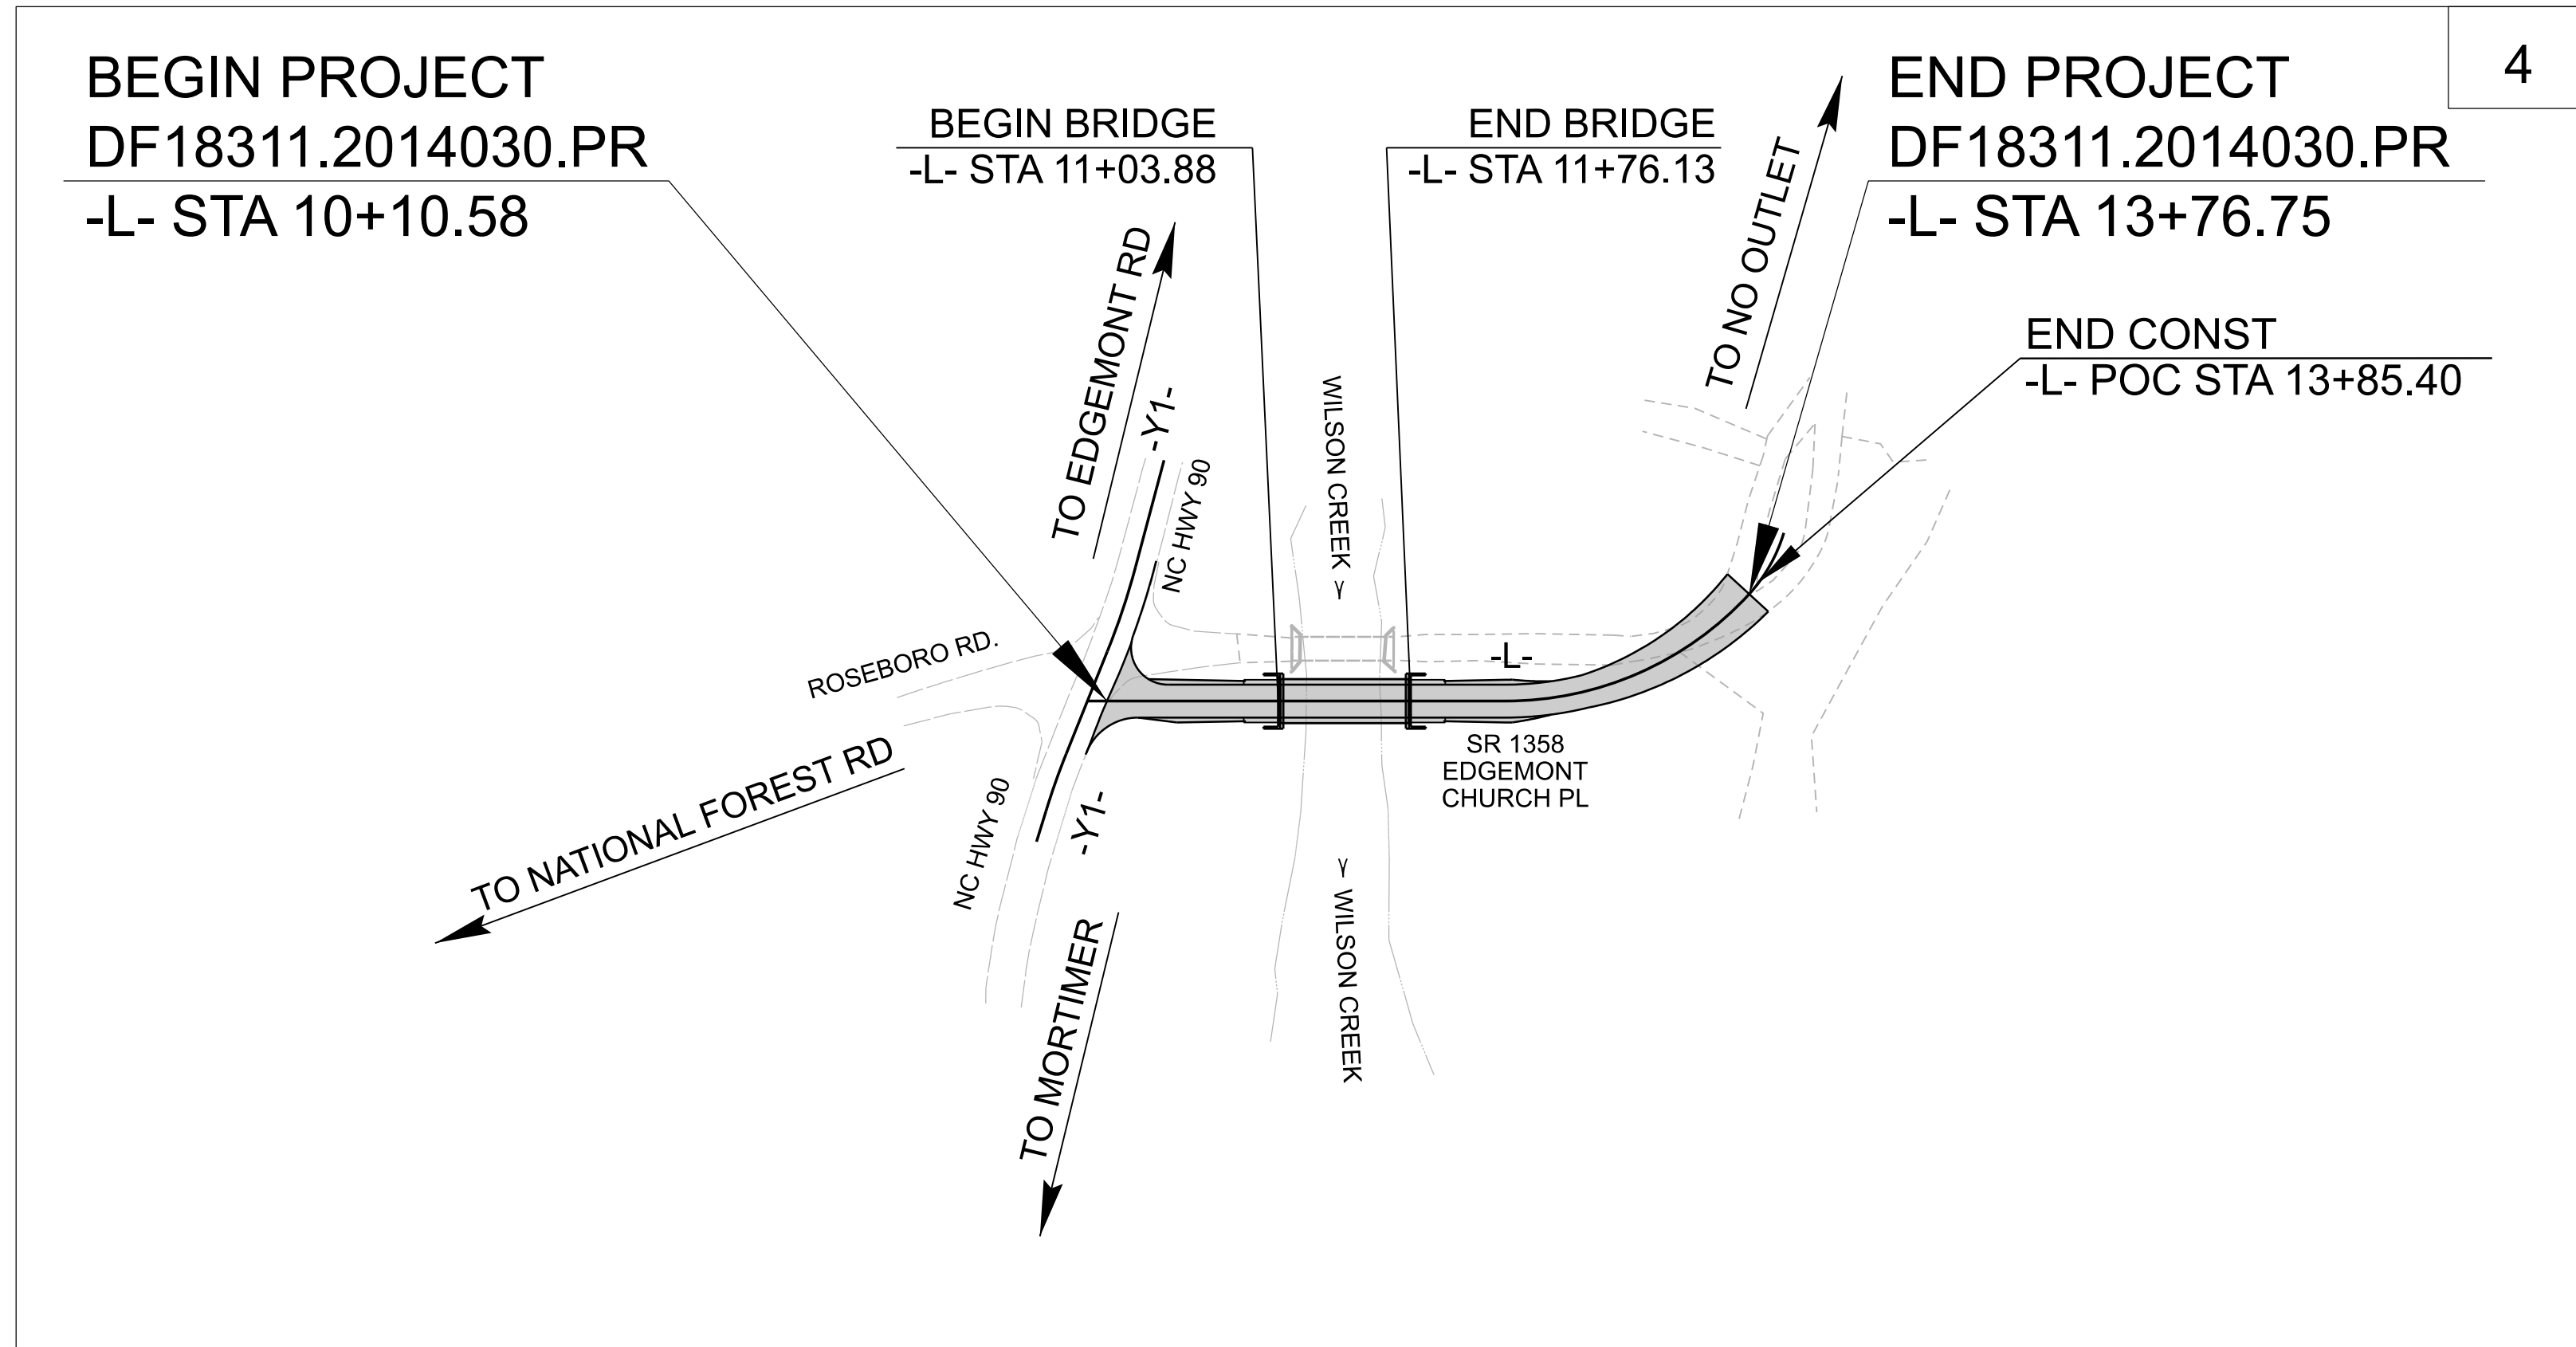 4
BEGIN PROJECT
DF18311.2014030.PR
-L- STA 10+10.58
BEGIN BRIDGE
-L- STA 11+03.88
END BRIDGE
-L- STA 11+76.13
END PROJECT
DF18311.2014030.PR
-L- STA 13+76.75
TO NO OUTLET
END CONST
-L- POC STA 13+85.40
TO EDGEMONT RD
-Y1-
NC HWY 90
WILSON CREEK
ROSEBORO RD.
-L-
SR 1358
EDGEMONT
CHURCH PL
TO NATIONAL FOREST RD
NC HWY 90
-Y1-
WILSON CREEK
TO MORTIMER